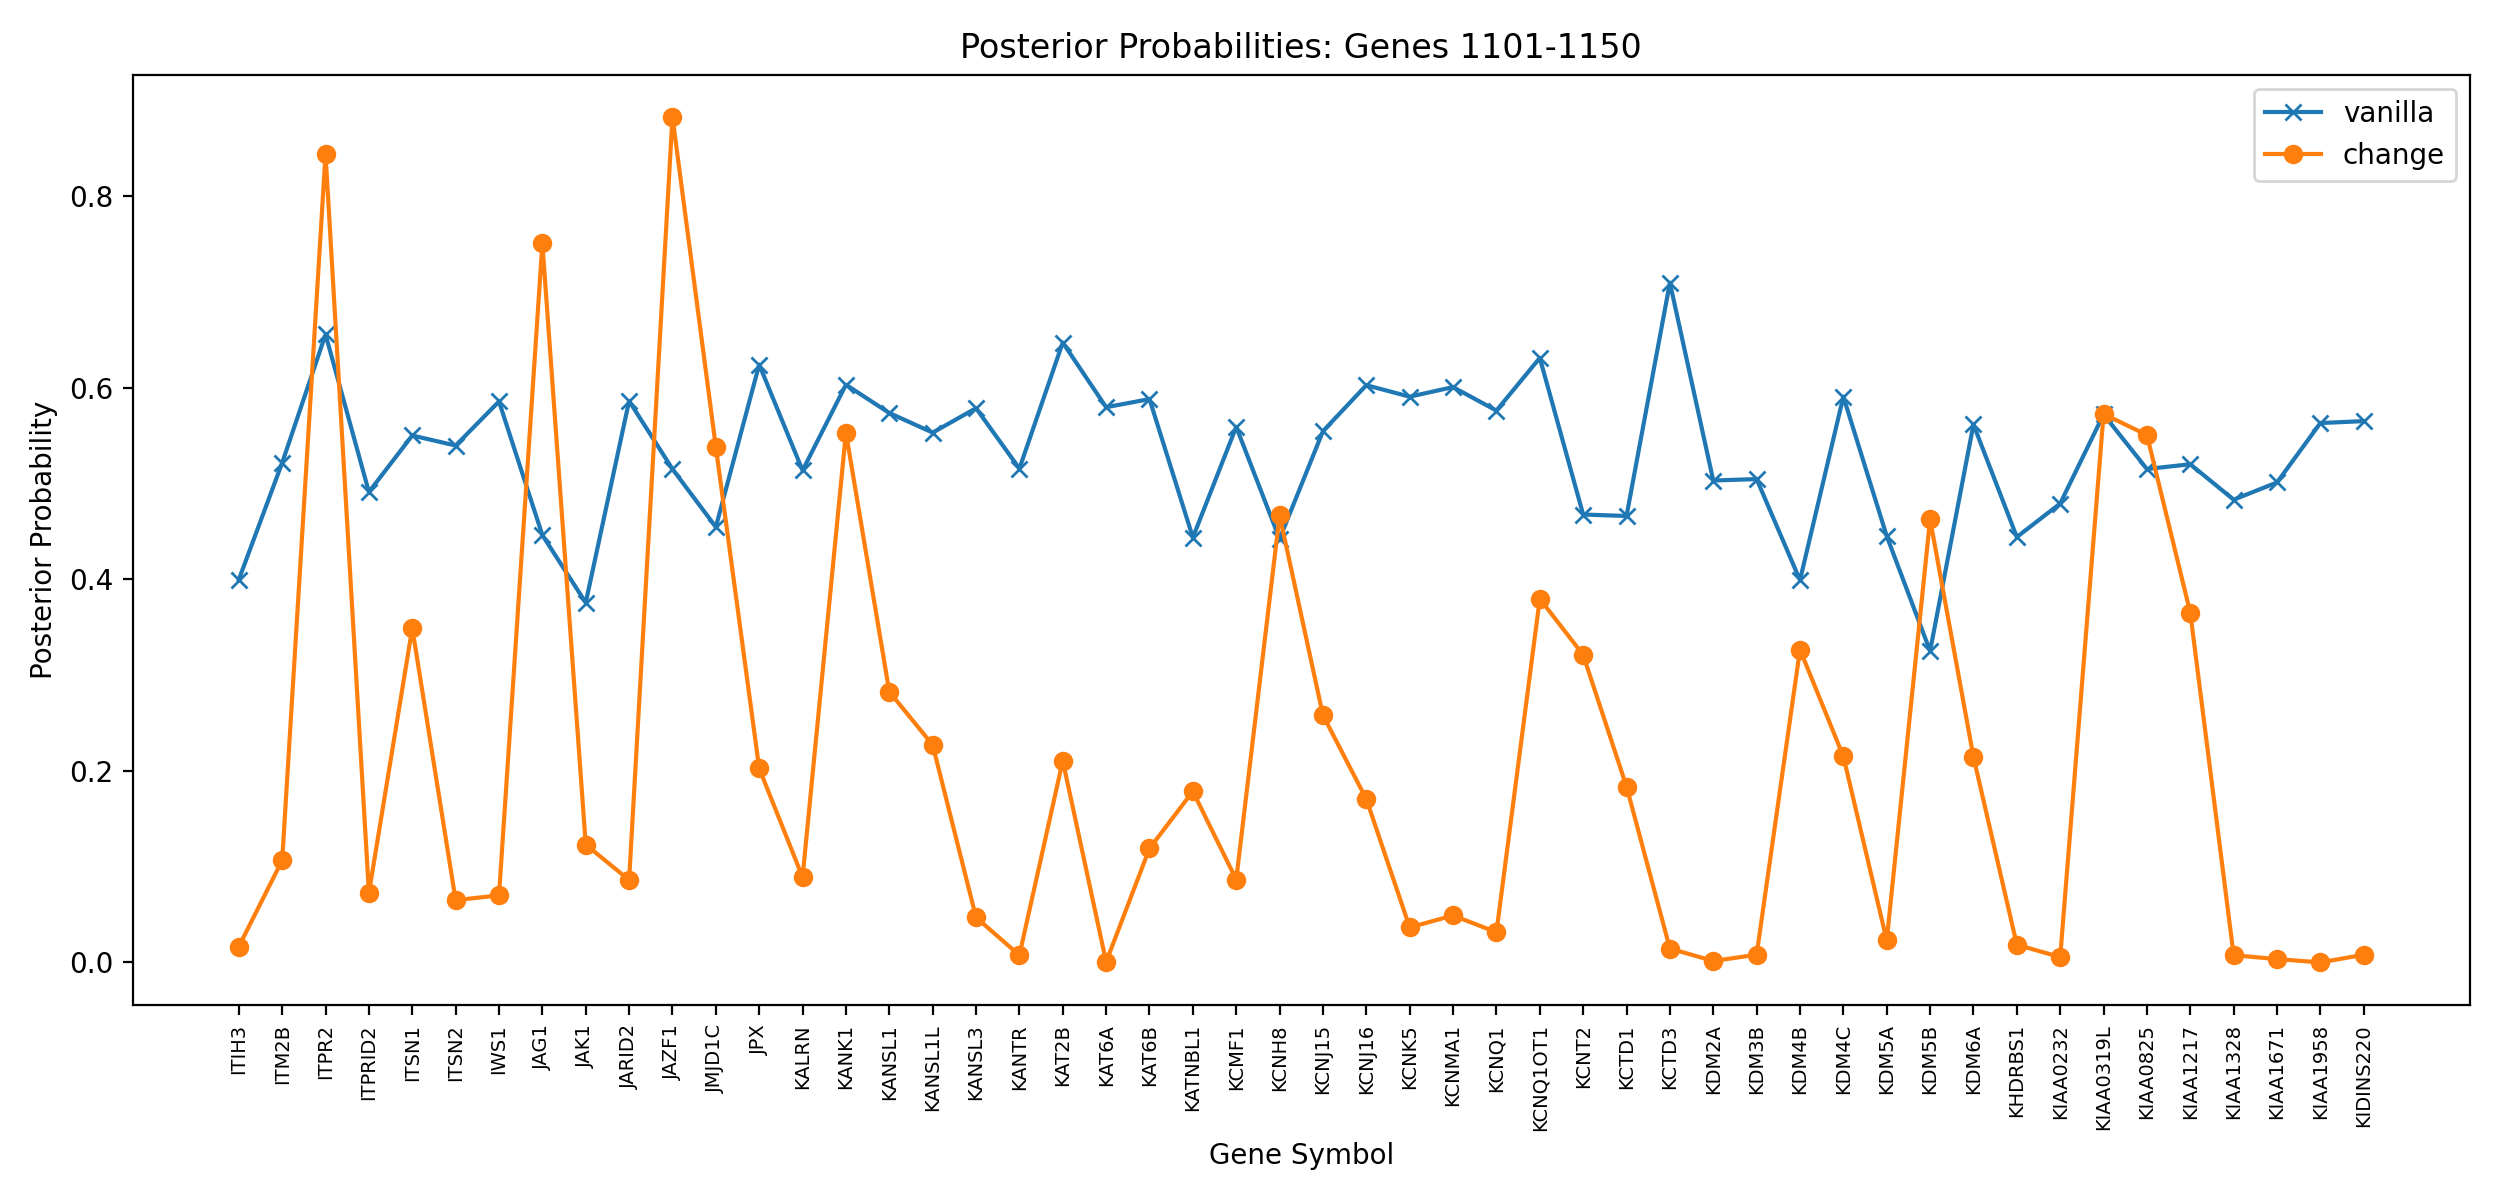 Posterior Probabilities: Genes 1101-1150
vanilla
change
Posterior Probability
0.8
0.6
0.4
0.2
0.0
ITIH3
ITM2B
ITPR2
ITPRID2
ITSN1
ITSN2
IWS1
JAG1
JAK1
JARID2
JAZF1
JMJD1C
JPX
KALRN
KANK1
KANSL1
KANSL1L
KANSL3
KANTR
KAT2B
KAT6A
KAT6B
KATNBL1
KCMF1
KCNH8
KCNJ15
KCNJ16
KCNK5
KCNMA1
KCNQ1
KCNQ1OT1
KCNT2
KCTD1
KCTD3
KDM2A
KDM3B
KDM4B
KDM4C
KDM5A
KDM5B
KDM6A
KHDRBS1
KIAA0232
KIAA0319L
KIAA0825
KIAA1217
KIAA1328
KIAA1671
KIAA1958
KIDINS220
Gene Symbol